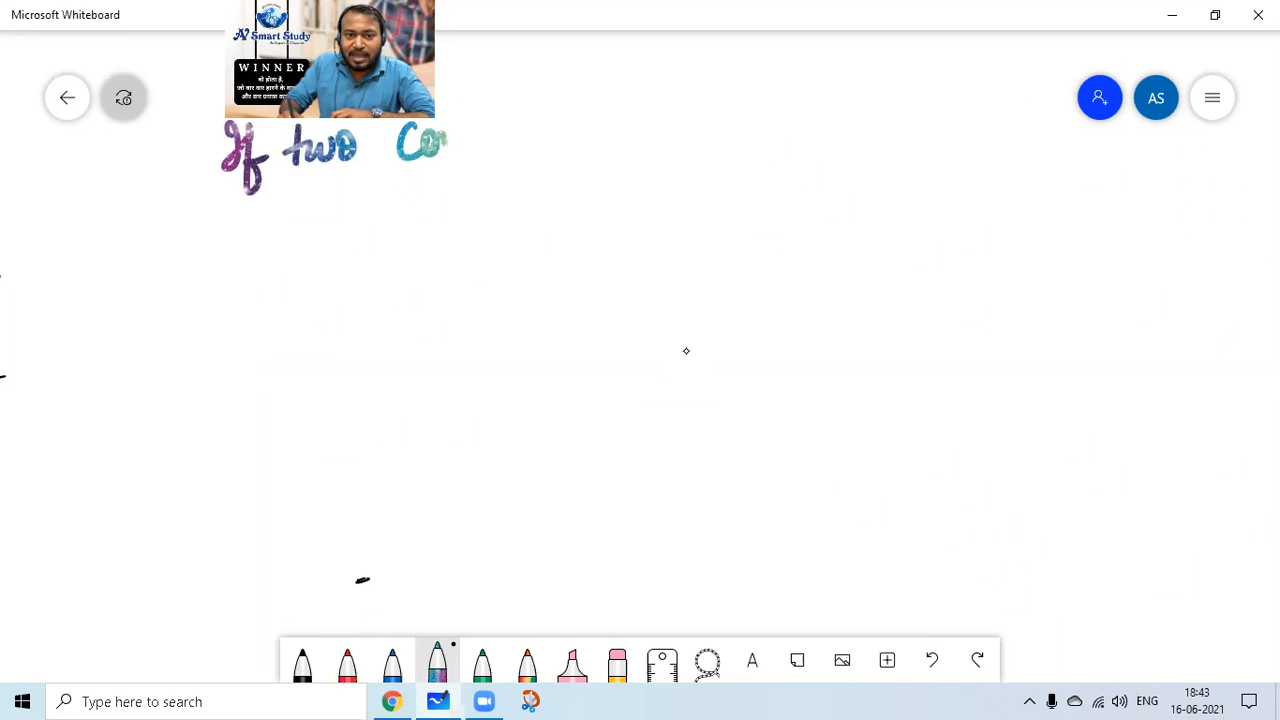 Microsoft Whiteboard
AV Smart Study
WINNER
वो होता है,
AS
If two Co
A
Type here to search
ENG
18:43
16-06-2021